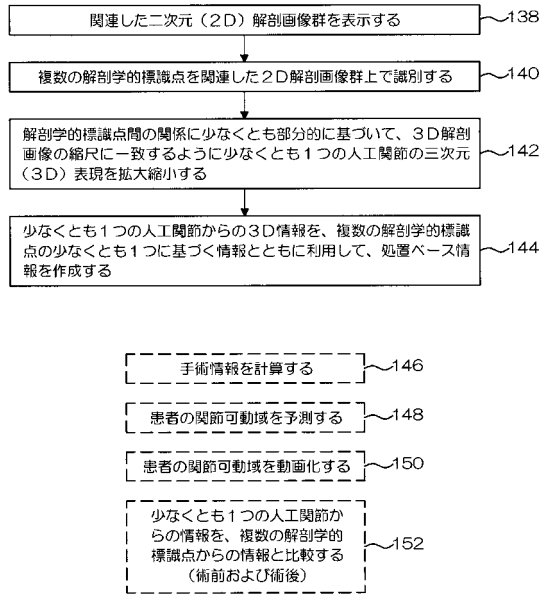 関連した二次元（２Ｄ）解剖画像群を表示する
138
複数の解剖学的標識点を関連した２Ｄ解剖画像群上で識別する
140
解剖学的標識点間の関係に少なくとも部分的に基づいて、３Ｄ解剖
画像の縮尺に一致するように少なくとも１つの人工関節の三次元
（３Ｄ）表現を拡大縮小する
142
少なくとも１つの人工関節からの３Ｄ情報を、複数の解剖学的標識
点の少なくとも１つに基づく情報とともに利用して、処置ベース情
報を作成する
144
手術情報を計算する
146
患者の関節可動域を予測する
148
患者の関節可動域を動画化する
150
少なくとも１つの人工関節か
らの情報を、複数の解剖学的
標識点からの情報と比較する
（術前および術後）
152